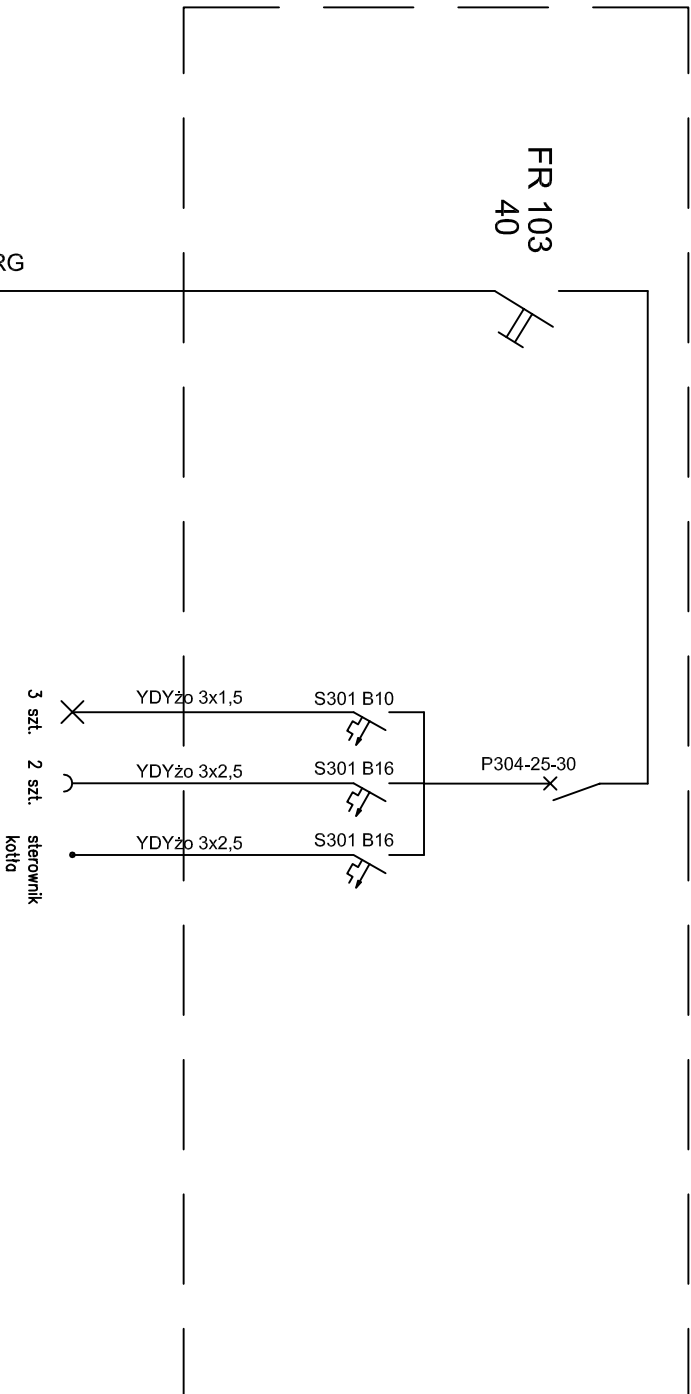 FR 103
40
RG
YDYżo 3x1,5
S301 B10
3 szt.
YDYżo 3x2,5
S301 B16
P304-25-30
2 szt.
YDYżo 3x2,5
S301 B16
sterownik
kotła